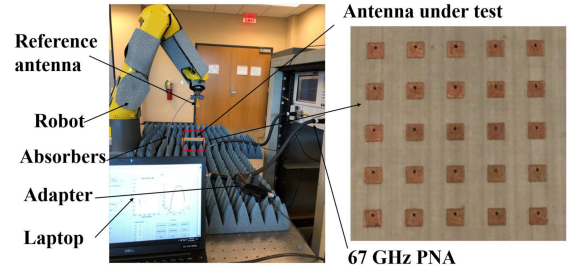 Antenna under test
Reference
antenna
Robot
Absorbers
Adapter
Laptop
67 GHz PNA